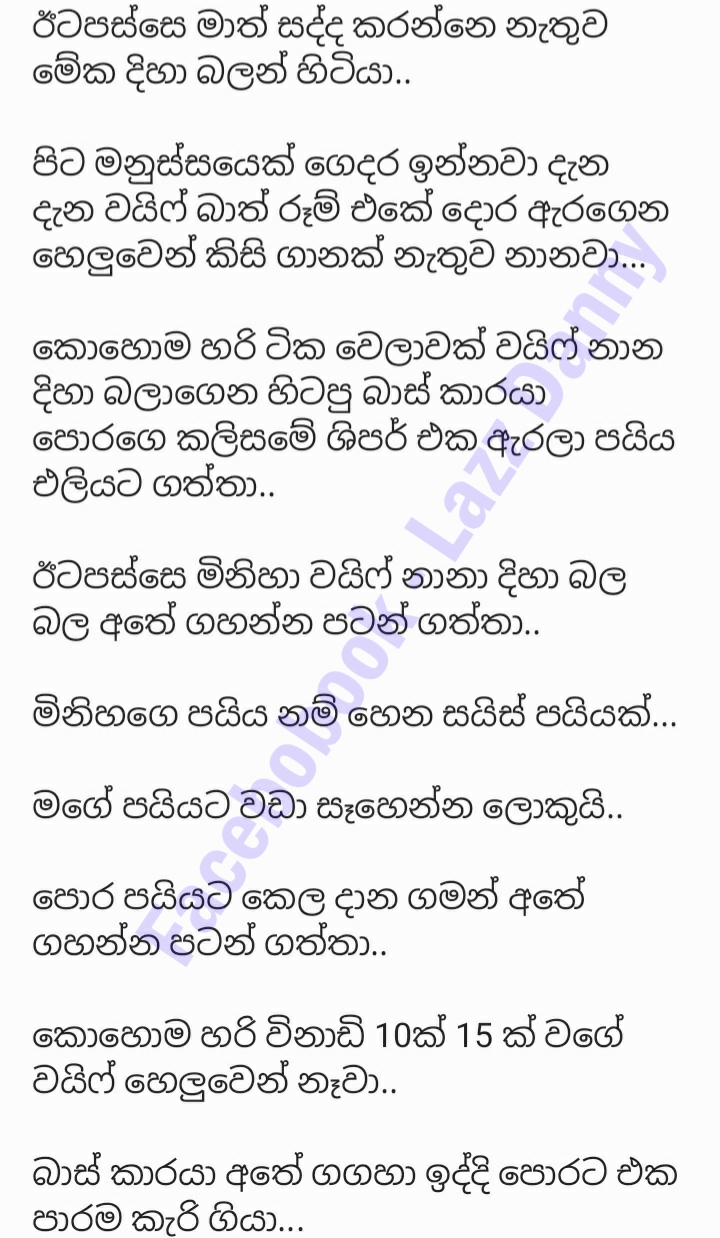 ඊටපස්සෙ මාත් සද්ද කරන්නෙ නැතුව
මේක දිහා බලන් හිටියා..
පිට මනුස්සයෙක් ගෙදර ඉන්නවා දැන
දැන වයිෆ් බාත් රූම් එකේ දොර ඇරගෙන
හෙලුවෙන් කිසි ගානක් නැතුව නානවා...
කොහොම හරි ටික වෙලාවක් වයිෆ් නාන
දිහා බලාගෙන හිටපු බාස් කාරයා
පොරගෙ කලිසමේ ශිපර් එක ඇරලා පයිය
එලියට ගත්තා..
ඊටපස්සෙ මිනිහා වයිෆ් නානා දිහා බල
බල අතේ ගහන්න පටන් ගත්තා..
මිනිහගෙ පයිය නම් හෙන සයිස් පයියක්...
මගේ පයියට වඩා සෑහෙන්න ලොකුයි..
පොර පයියට කෙල දාන ගමන් අතේ
ගහන්න පටන් ගත්තා..
කොහොම හරි විනාඩි 10ක් 15 ක් වගේ
වයිෆ් හෙලුවෙන් නෑවා..
බාස් කාරයා අතේ ගගහා ඉද්දි පොරට එක
පාරම කැරි ගියා...
Facebobook - Lazz Danny